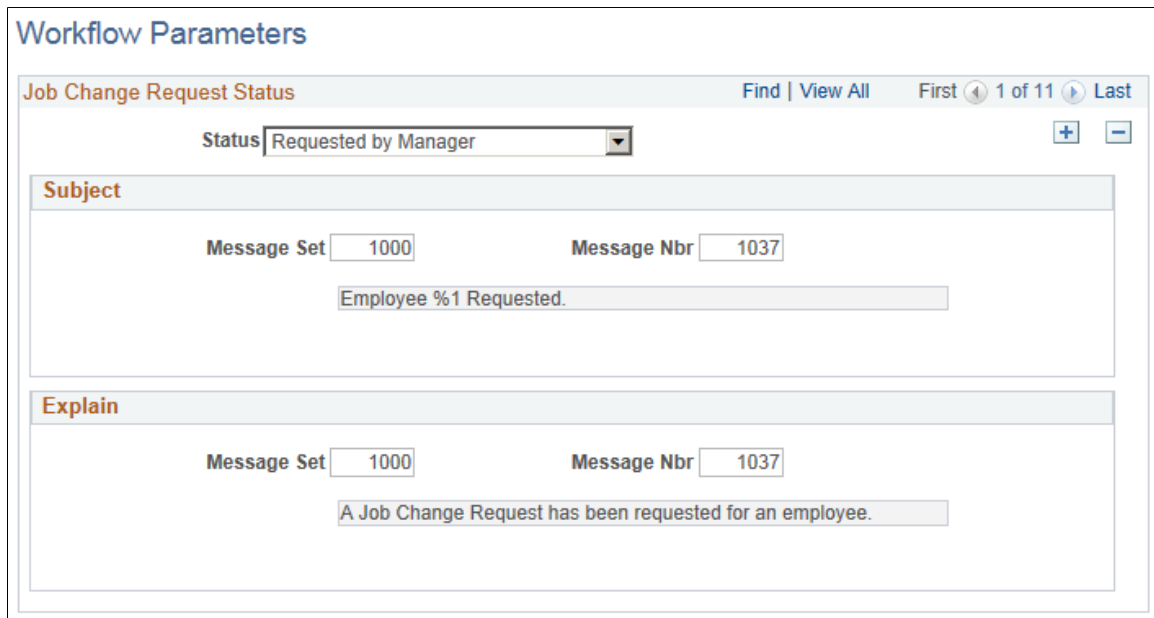 Workflow Parameters
Job Change Request Status Find | View All First 1 of 11 Last
Status Requested by Manager
Subject
Message Set 1000 Message Nbr 1037
Employee %1 Requested.
Explain
Message Set 1000 Message Nbr 1037
A Job Change Request has been requested for an employee.